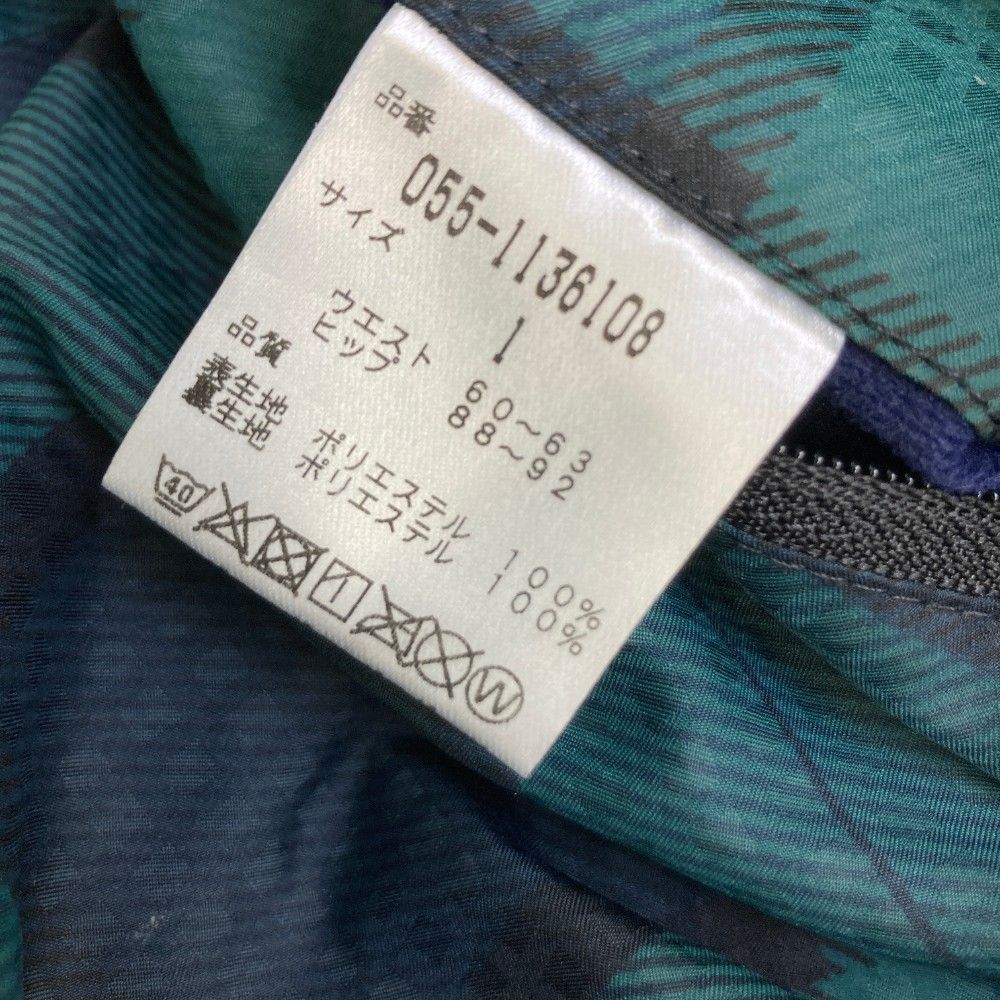 品番
055-1136108
サイズ 1
ウエスト 60～63
ヒップ 88～92
品質
表生地 ポリエステル 100%
裏生地 ポリエステル 100%
40
W